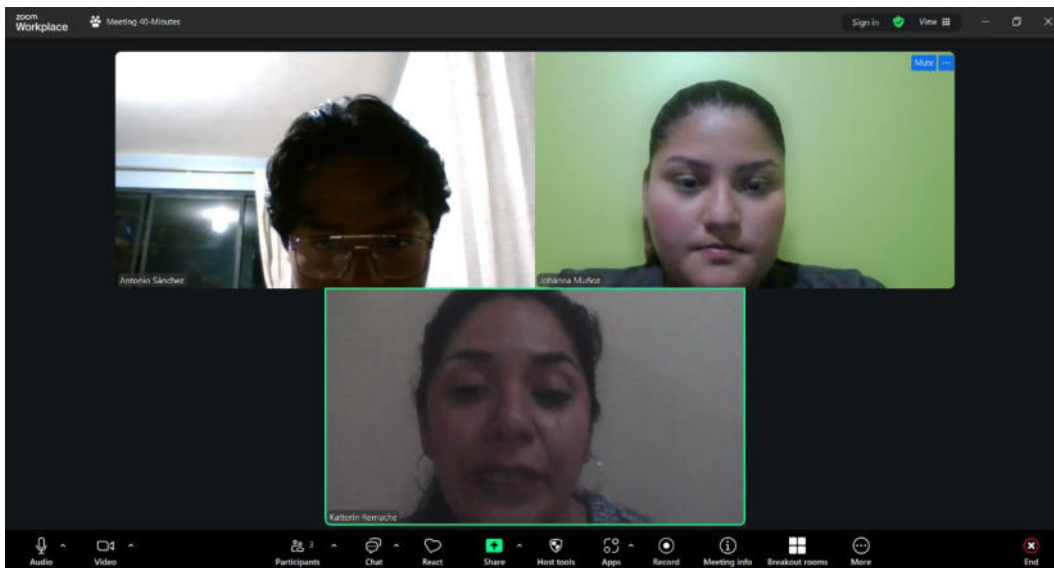 zoom
Workplace
Meeting 40-Minutes
Sign in
View
Mute
Antonio Sánchez
Johanna Muñoz
Katterin Remache
3
Audio
Video
Participants
Chat
React
Share
Host tools
Apps
Record
Meeting info
Breakout rooms
More
End